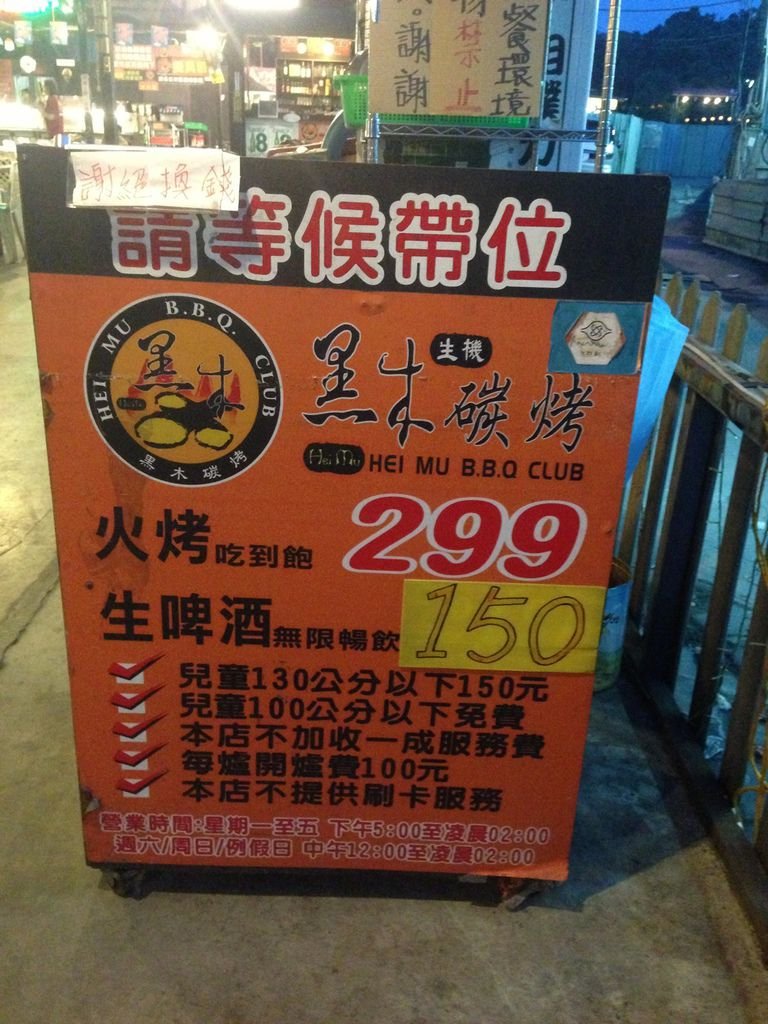 謝謝
禁止
餐環境
謝絕換錢
請等候帶位
HEI MU B.B.Q. CLUB
黑木
黑木碳烤
黑木碳烤
生機
Hei Mu HEI MU B.B.Q CLUB
火烤吃到飽 299
生啤酒無限暢飲 150
兒童130公分以下150元
兒童100公分以下免費
本店不加收一成服務費
每爐開爐費100元
本店不提供刷卡服務
營業時間:星期一至五 下午5:00至凌晨02:00
週六/周日/例假日 中午12:00至凌晨02:00